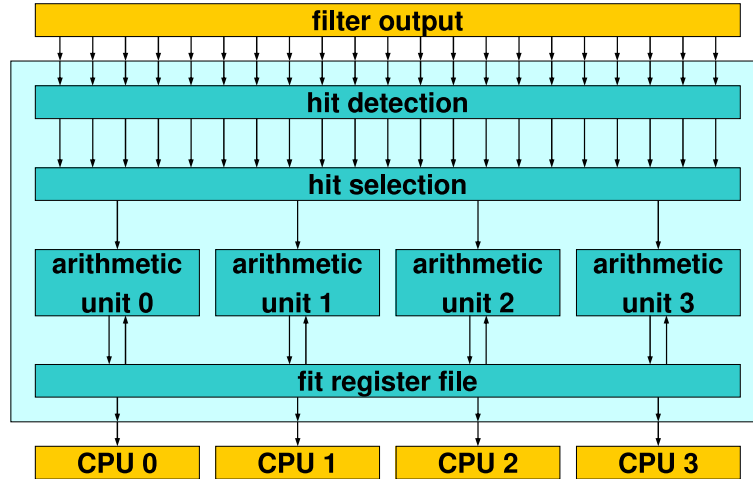 filter output
hit detection
hit selection
arithmetic
unit 0
arithmetic
unit 1
arithmetic
unit 2
arithmetic
unit 3
fit register file
CPU 0
CPU 1
CPU 2
CPU 3